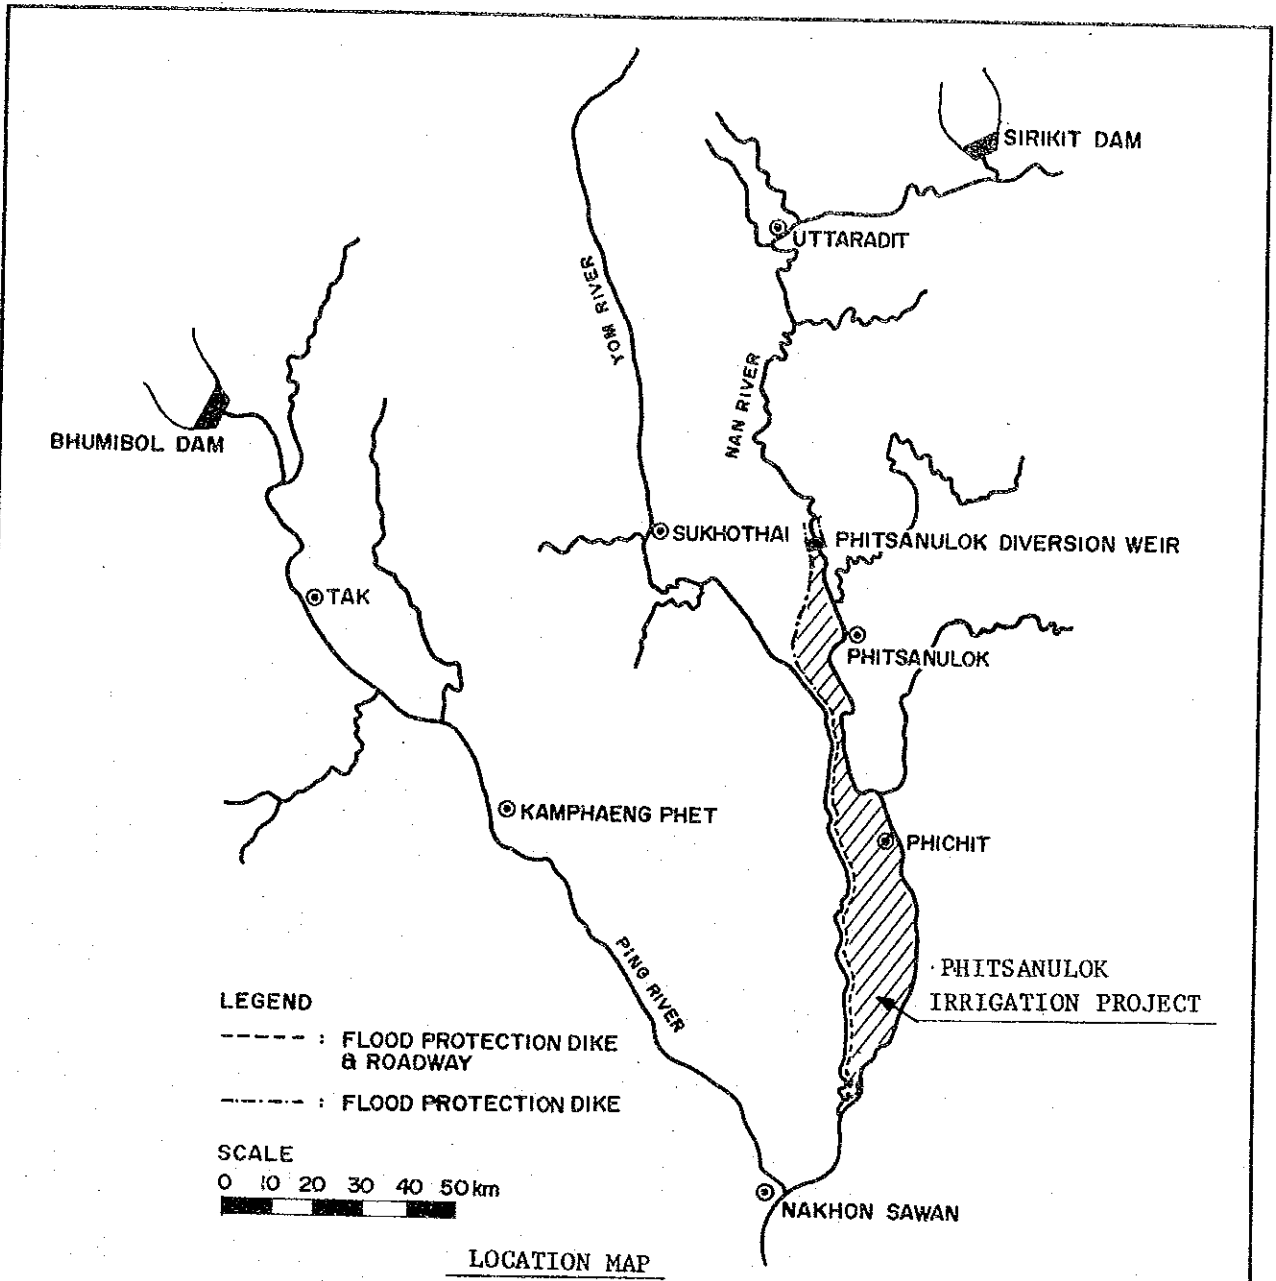 SIRIKIT DAM
UTTARADIT
YOM RIVER
NAN RIVER
BHUMIBOL DAM
SUKHOTHAI
PHITSANULOK DIVERSION WEIR
TAK
PHITSANULOK
KAMPHAENG PHET
PHICHIT
PING RIVER
PHITSANULOK
IRRIGATION PROJECT
LEGEND
: FLOOD PROTECTION DIKE
& ROADWAY
: FLOOD PROTECTION DIKE
SCALE
0 10 20 30 40 50km
NAKHON SAWAN
LOCATION MAP